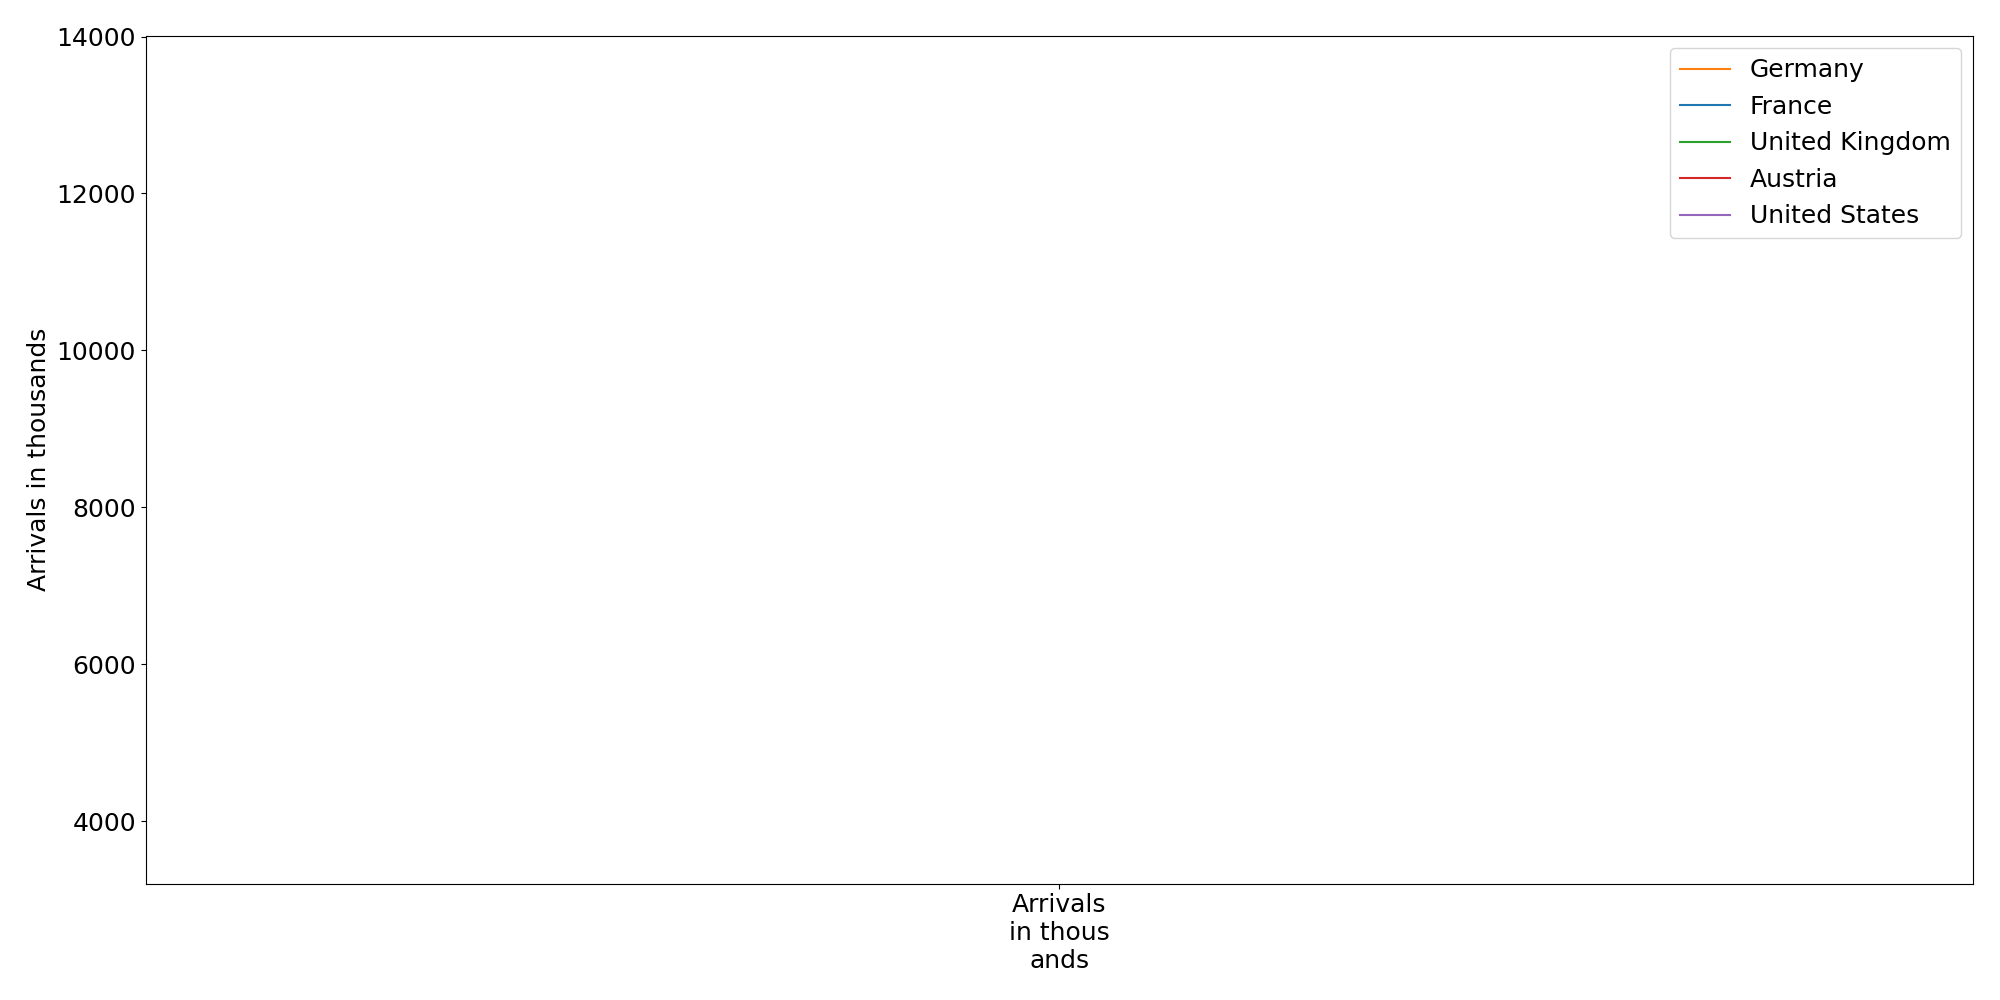 14000
12000
10000
8000
6000
4000
Arrivals in thousands
Germany
France
United Kingdom
Austria
United States
Arrivals
in thous
ands